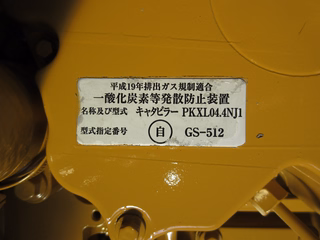 平成19年排出ガス規制適合
一酸化炭素等発散防止装置
名称及び型式 キャタピラー PKXL04.4NJ1
型式指定番号 自 GS-512